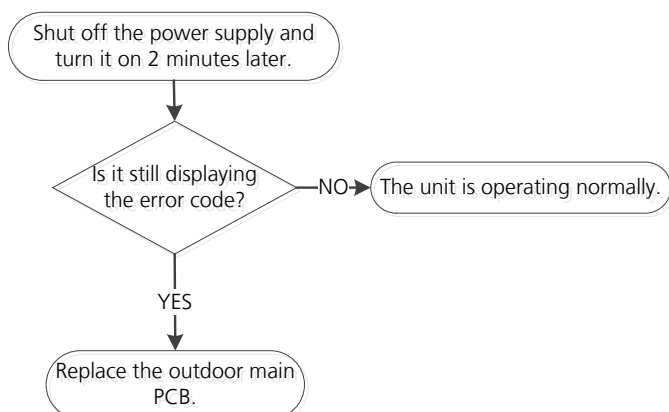 Shut off the power supply and
turn it on 2 minutes later.
Is it still displaying
the error code?
NO
The unit is operating normally.
YES
Replace the outdoor main
PCB.